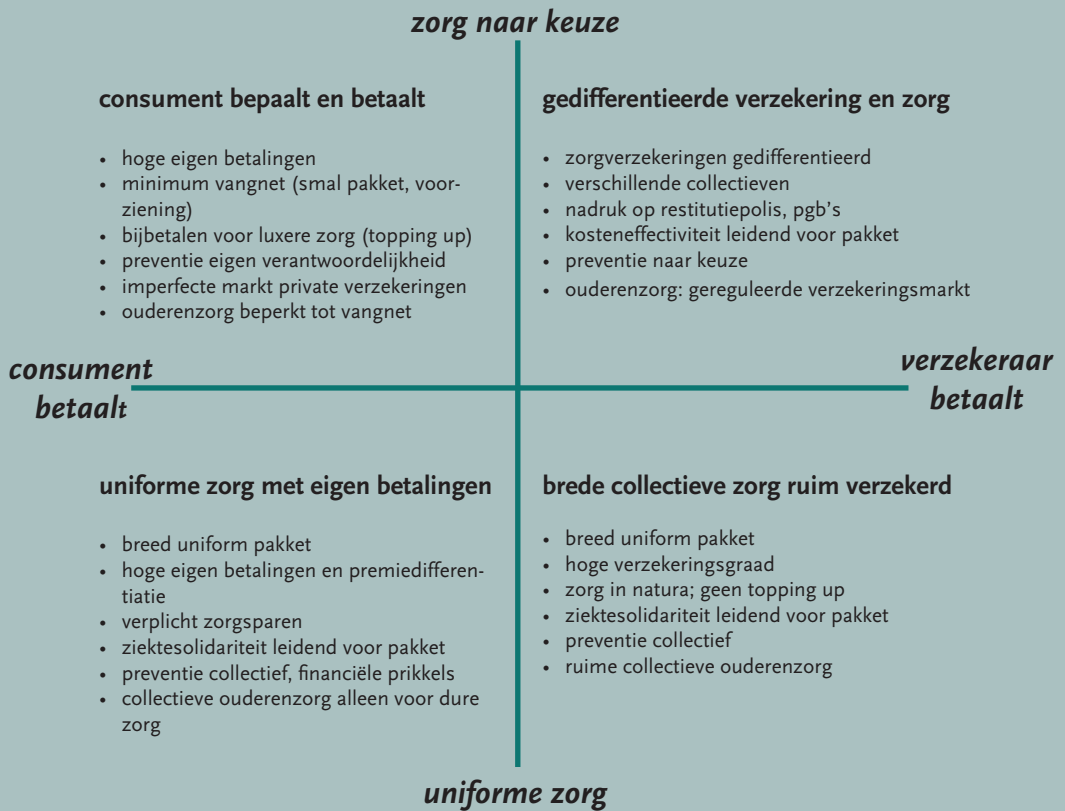 zorg naar keuze
consument bepaalt en betaalt
• hoge eigen betalingen
• minimum vangnet (smal pakket, voor-
ziening)
• bijbetalen voor luxere zorg (topping up)
• preventie eigen verantwoordelijkheid
• imperfecte markt private verzekeringen
• ouderenzorg beperkt tot vangnet
gedifferentieerde verzekering en zorg
• zorgverzekeringen gedifferentieerd
• verschillende collectieven
• nadruk op restitutiepolis, pgb's
• kosteneffectiviteit leidend voor pakket
• preventie naar keuze
• ouderenzorg: gereguleerde verzekeringsmarkt
consument
betaalt
verzekeraar
betaalt
uniforme zorg met eigen betalingen
• breed uniform pakket
• hoge eigen betalingen en premiedifferen-
tiatie
• verplicht zorgsparen
• ziektesolidariteit leidend voor pakket
• preventie collectief, financiële prikkels
• collectieve ouderenzorg alleen voor dure
zorg
brede collectieve zorg ruim verzekerd
• breed uniform pakket
• hoge verzekeringsgraad
• zorg in natura; geen topping up
• ziektesolidariteit leidend voor pakket
• preventie collectief
• ruime collectieve ouderenzorg
uniforme zorg